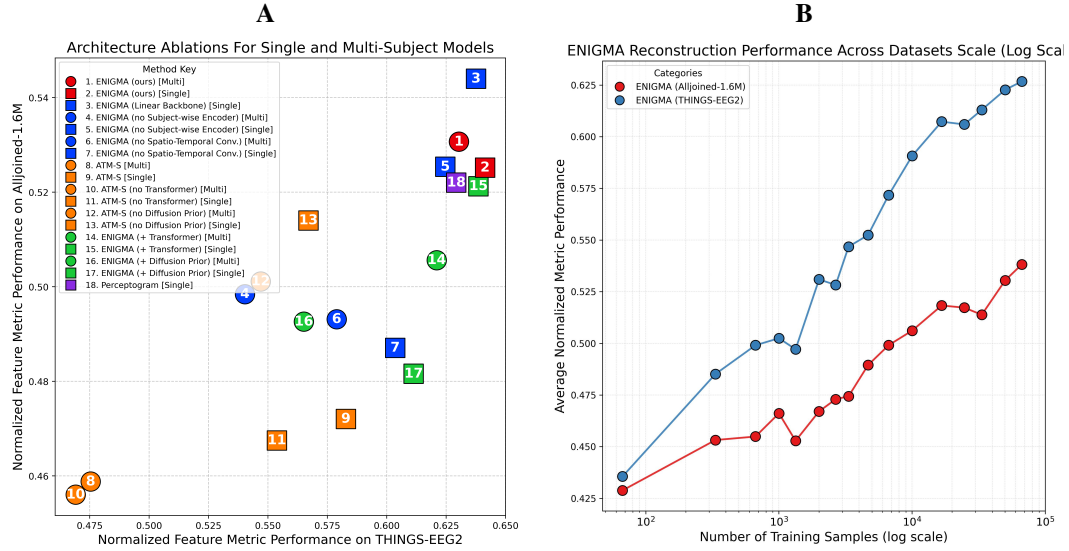 A
Architecture Ablations For Single and Multi-Subject Models
Normalized Feature Metric Performance on Alljoined-1.6M
0.54
0.52
0.50
0.48
0.46
Method Key
1. ENIGMA (ours) [Multi]
2. ENIGMA (ours) [Single]
3. ENIGMA (Linear Backbone) [Single]
4. ENIGMA (no Subject-wise Encoder) [Multi]
5. ENIGMA (no Subject-wise Encoder) [Single]
6. ENIGMA (no Spatio-Temporal Conv.) [Multi]
7. ENIGMA (no Spatio-Temporal Conv.) [Single]
8. ATM-S [Multi]
9. ATM-S [Single]
10. ATM-S (no Transformer) [Multi]
11. ATM-S (no Transformer) [Single]
12. ATM-S (no Diffusion Prior) [Multi]
13. ATM-S (no Diffusion Prior) [Single]
14. ENIGMA (+ Transformer) [Multi]
15. ENIGMA (+ Transformer) [Single]
16. ENIGMA (+ Diffusion Prior) [Multi]
17. ENIGMA (+ Diffusion Prior) [Single]
18. Perceptogram [Single]
3
1
5
2
18
15
13
14
12
4
16
6
7
17
9
11
8
10
0.475 0.500 0.525 0.550 0.575 0.600 0.625 0.650
Normalized Feature Metric Performance on THINGS-EEG2
B
ENIGMA Reconstruction Performance Across Datasets Scale (Log Scal
Average Normalized Metric Performance
0.625
0.600
0.575
0.550
0.525
0.500
0.475
0.450
0.425
Categories
ENIGMA (Alljoined-1.6M)
ENIGMA (THINGS-EEG2)
10² 10³ 10⁴ 10⁵
Number of Training Samples (log scale)